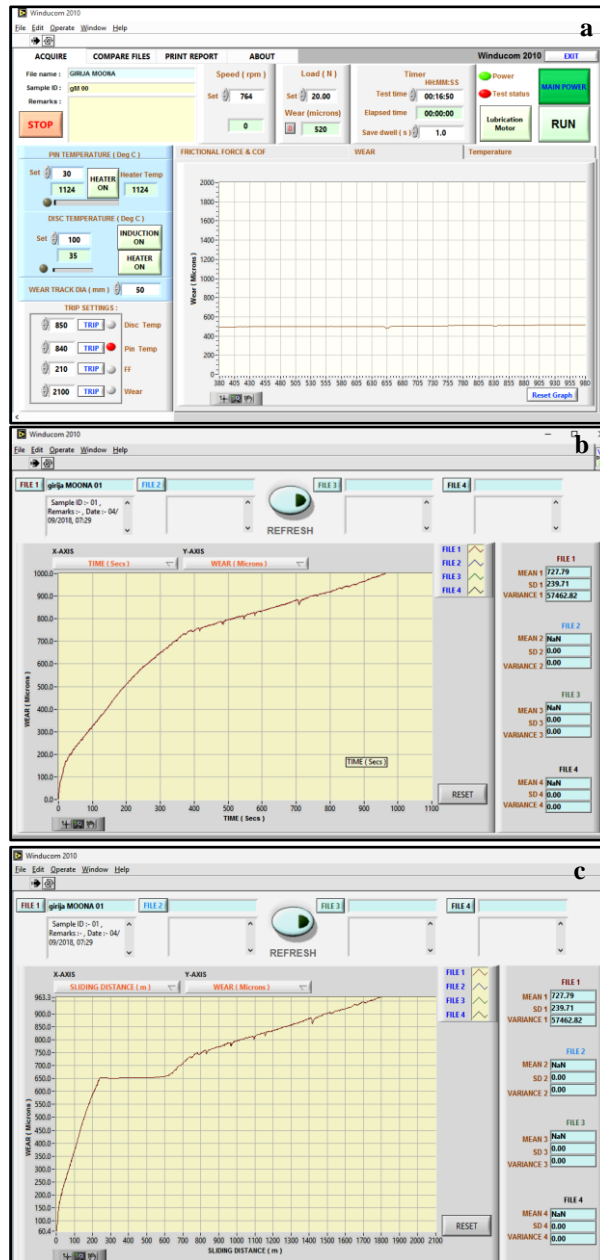 Winducom 2010
a
File Edit Operate Window Help
ACQUIRE COMPARE FILES PRINT REPORT ABOUT Winducom 2010 EXIT
File name : GIRIJA MOONA
Sample ID : gM 00
Remarks :
STOP
Speed ( rpm )
Set 764
0
Load ( N )
Set 20.00
Wear (microns)
0 520
Timer
HH:MM:SS
Test time 00:16:50
Elapsed time 00:00:00
Save dwell ( s ) 1.0
Power
Test status
MAIN POWER
Lubrication Motor
RUN
PIN TEMPERATURE ( Deg C )
Set 30 HEATER ON Heater Temp
1124 1124
DISC TEMPERATURE ( Deg C )
Set 100 INDUCTION ON
35 HEATER ON
WEAR TRACK DIA ( mm ) 50
TRIP SETTINGS :
850 TRIP Disc Temp
840 TRIP Pin Temp
210 TRIP FF
2100 TRIP Wear
FRICTIONAL FORCE & COF WEAR Temperature
Wear ( Microns )
2000
1800
1600
1400
1200
1000
800
600
400
200
0
380 405 430 455 480 505 530 555 580 605 630 655 680 705 730 755 780 805 830 855 880 905 930 955 980
Reset Graph
Winducom 2010
b
File Edit Operate Window Help
FILE 1 girija MOONA 01 FILE 2 FILE 3 FILE 4
Sample ID :- 01 ,
Remarks :- , Date :- 04/
09/2018, 07:29
REFRESH
X-AXIS Y-AXIS
TIME ( Secs) WEAR ( Microns)
FILE 1
FILE 2
FILE 3
FILE 4
WEAR ( Microns)
1000.0
900.0
800.0
700.0
600.0
500.0
400.0
300.0
200.0
100.0
0.0
0 100 200 300 400 500 600 700 800 900 1000 1100
TIME ( Secs)
TIME ( Secs)
RESET
FILE 1
MEAN 1 727.79
SD 1 239.71
VARIANCE 1 57462.82
FILE 2
MEAN 2 NaN
SD 2 0.00
VARIANCE 2 0.00
FILE 3
MEAN 3 NaN
SD 3 0.00
VARIANCE 3 0.00
FILE 4
MEAN 4 NaN
SD 4 0.00
VARIANCE 4 0.00
Winducom 2010
c
File Edit Operate Window Help
FILE 1 girija MOONA 01 FILE 2 FILE 3 FILE 4
Sample ID :- 01 ,
Remarks :- , Date :- 04/
09/2018, 07:29
REFRESH
X-AXIS Y-AXIS
SLIDING DISTANCE ( m ) WEAR ( Microns)
FILE 1
FILE 2
FILE 3
FILE 4
WEAR ( Microns)
963.3
900.0
850.0
800.0
750.0
700.0
650.0
600.0
550.0
500.0
450.0
400.0
350.0
300.0
250.0
200.0
150.0
100.0
60.4
0 100 200 300 400 500 600 700 800 900 1000 1100 1200 1300 1400 1500 1600 1700 1800 1900 2000 2100
SLIDING DISTANCE ( m )
RESET
FILE 1
MEAN 1 727.79
SD 1 239.71
VARIANCE 1 57462.82
FILE 2
MEAN 2 NaN
SD 2 0.00
VARIANCE 2 0.00
FILE 3
MEAN 3 NaN
SD 3 0.00
VARIANCE 3 0.00
FILE 4
MEAN 4 NaN
SD 4 0.00
VARIANCE 4 0.00